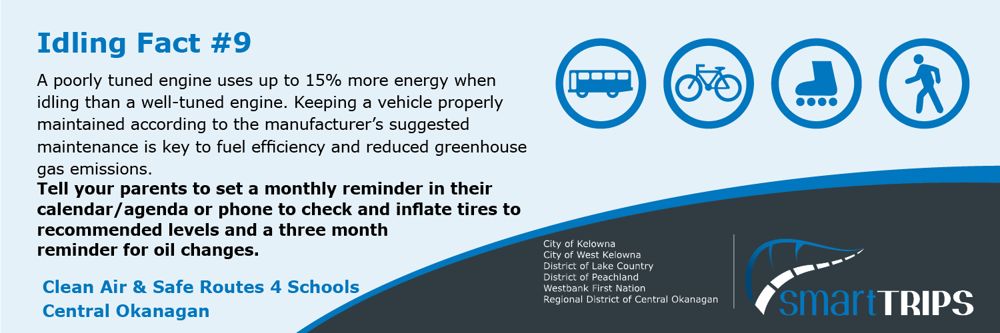 Idling Fact #9
A poorly tuned engine uses up to 15% more energy when
idling than a well-tuned engine. Keeping a vehicle properly
maintained according to the manufacturer’s suggested
maintenance is key to fuel efficiency and reduced greenhouse
gas emissions.
Tell your parents to set a monthly reminder in their
calendar/agenda or phone to check and inflate tires to
recommended levels and a three month
reminder for oil changes.
Clean Air & Safe Routes 4 Schools
Central Okanagan
City of Kelowna
City of West Kelowna
District of Lake Country
District of Peachland
Westbank First Nation
Regional District of Central Okanagan
smartTRIPS